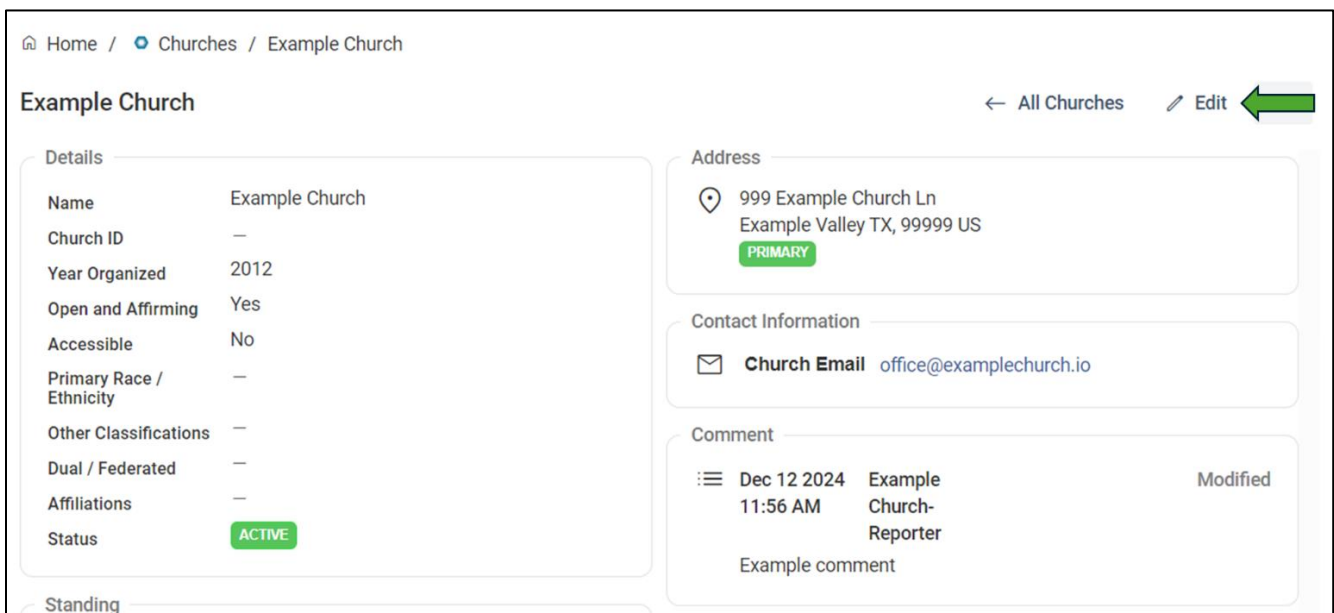 Home / Churches / Example Church
Example Church
← All Churches
Edit
Details
Name Example Church
Church ID —
Year Organized 2012
Open and Affirming Yes
Accessible No
Primary Race /
Ethnicity —
Other Classifications —
Dual / Federated —
Affiliations —
Status ACTIVE
Standing
Address
999 Example Church Ln
Example Valley TX, 99999 US
PRIMARY
Contact Information
Church Email office@examplechurch.io
Comment
Dec 12 2024 Example Modified
11:56 AM Church-
Reporter
Example comment